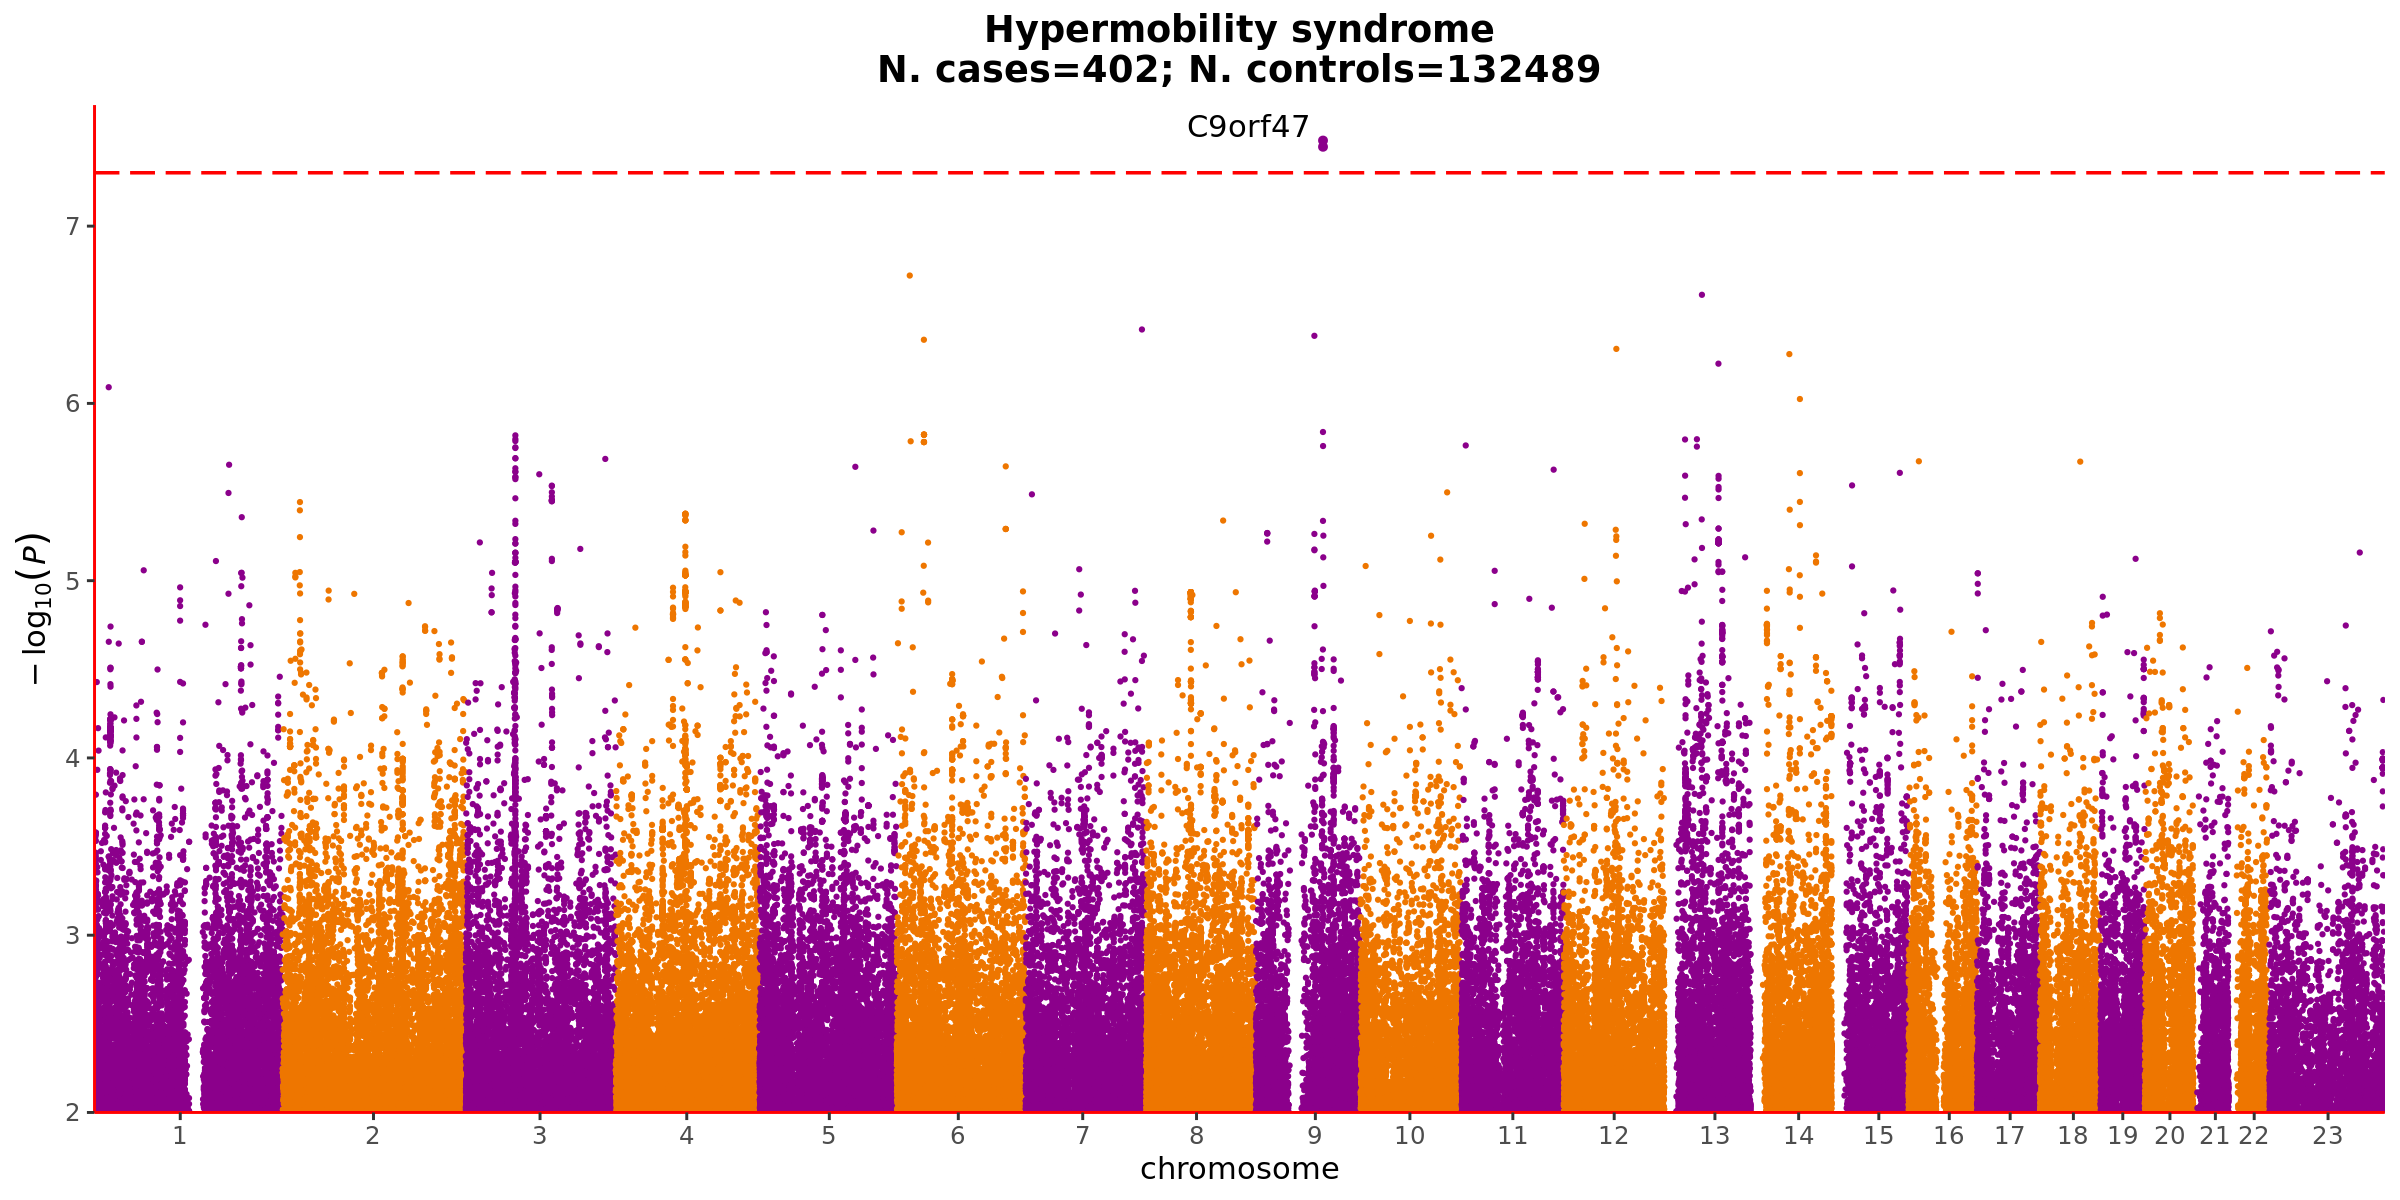 Hypermobility syndrome
N. cases=402; N. controls=132489
C9orf47
7
6
5
4
3
2
− log10(P)
1 2 3 4 5 6 7 8 9 10 11 12 13 14 15 16 17 18 19 20 21 22 23
chromosome